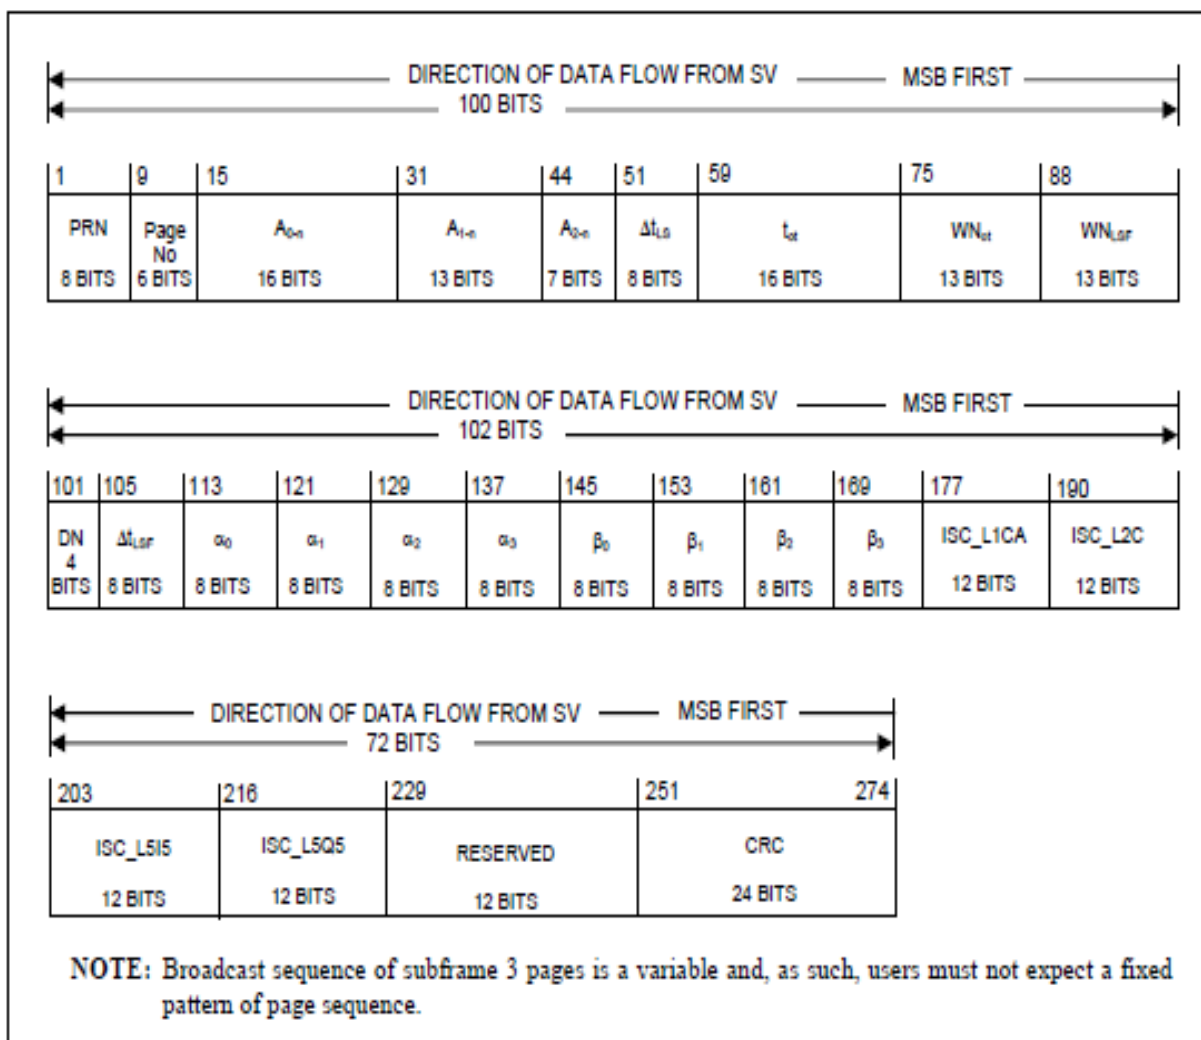 DIRECTION OF DATA FLOW FROM SV MSB FIRST
100 BITS
1 9 15 31 44 51 59 75 88
PRN Page No A₀₋ₙ A₁₋ₙ A₂₋ₙ Δt_LS t_ot WN_ot WN_LSF
8 BITS 6 BITS 16 BITS 13 BITS 7 BITS 8 BITS 16 BITS 13 BITS 13 BITS
DIRECTION OF DATA FLOW FROM SV MSB FIRST
102 BITS
101 105 113 121 129 137 145 153 161 169 177 190
DN Δt_LSF α₀ α₁ α₂ α₃ β₀ β₁ β₂ β₃ ISC_L1CA ISC_L2C
4 BITS 8 BITS 8 BITS 8 BITS 8 BITS 8 BITS 8 BITS 8 BITS 8 BITS 8 BITS 12 BITS 12 BITS
DIRECTION OF DATA FLOW FROM SV MSB FIRST
72 BITS
203 216 229 251 274
ISC_L5I5 ISC_L5Q5 RESERVED CRC
12 BITS 12 BITS 12 BITS 24 BITS
NOTE: Broadcast sequence of subframe 3 pages is a variable and, as such, users must not expect a fixed
pattern of page sequence.